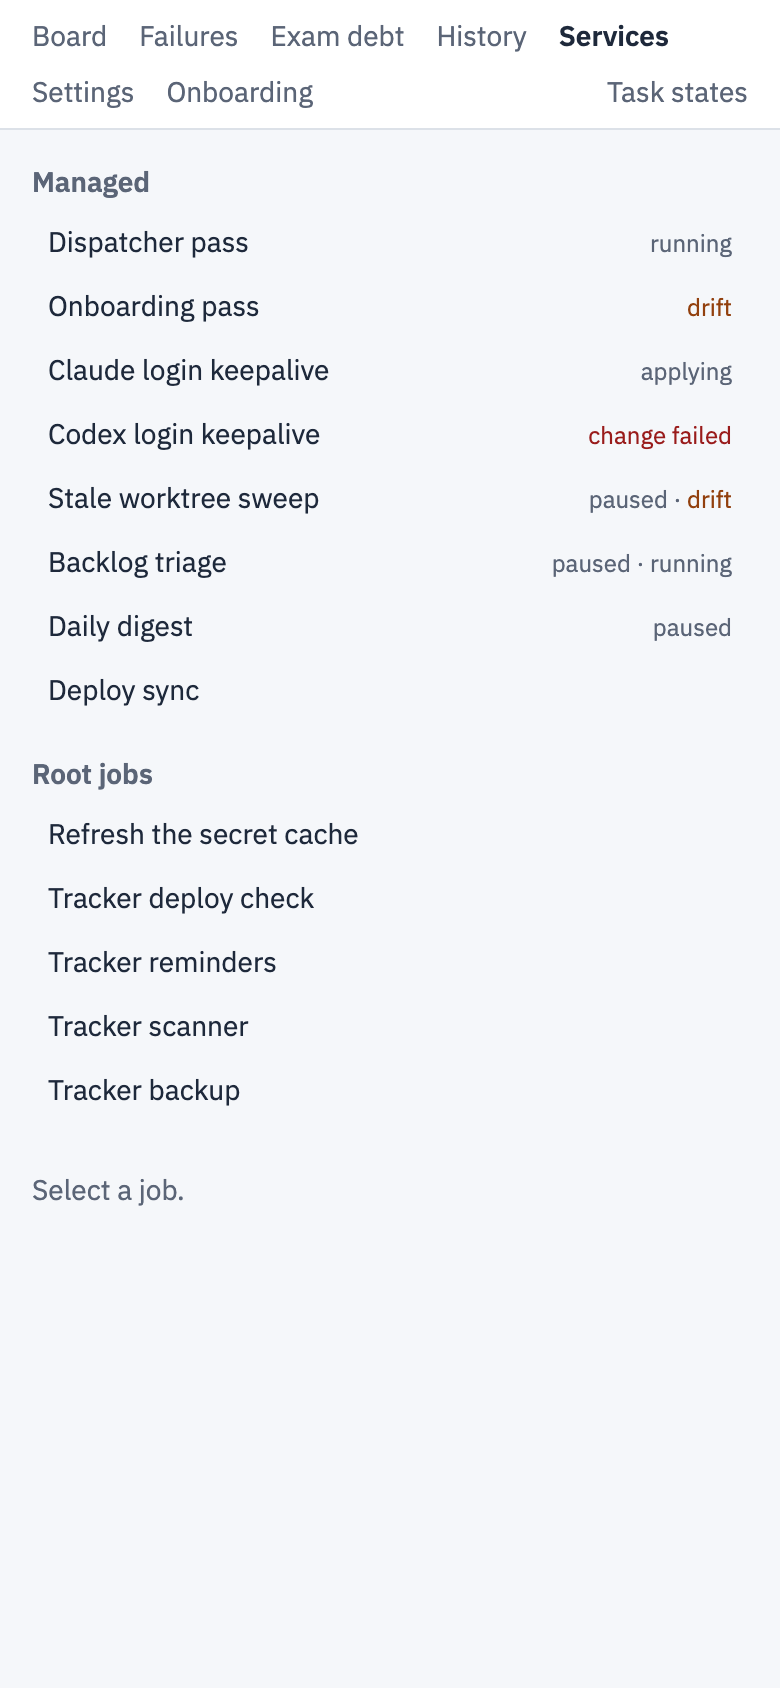 Board Failures Exam debt History Services
Settings Onboarding Task states
Managed
Dispatcher pass running
Onboarding pass drift
Claude login keepalive applying
Codex login keepalive change failed
Stale worktree sweep paused · drift
Backlog triage paused · running
Daily digest paused
Deploy sync
Root jobs
Refresh the secret cache
Tracker deploy check
Tracker reminders
Tracker scanner
Tracker backup
Select a job.